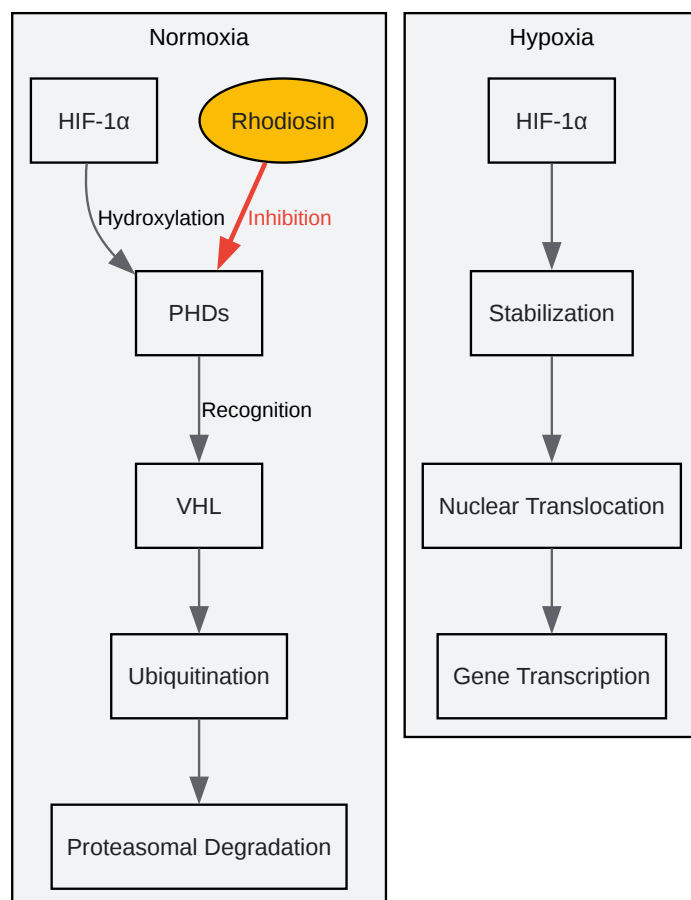 Normoxia
HIF-1α
Rhodiosin
Hydroxylation
Inhibition
PHDs
Recognition
VHL
Ubiquitination
Proteasomal Degradation
Hypoxia
HIF-1α
Stabilization
Nuclear Translocation
Gene Transcription